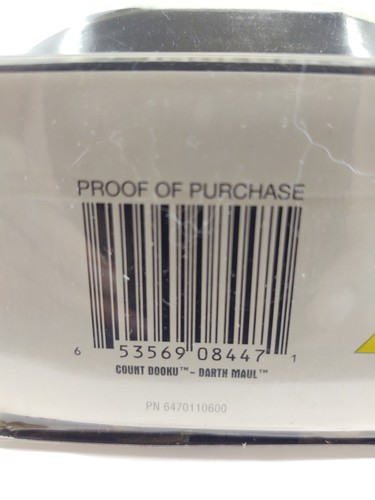 PROOF OF PURCHASE
6 53569 08447 1
COUNT DOOKU™ - DARTH MAUL™
PN 6470110600